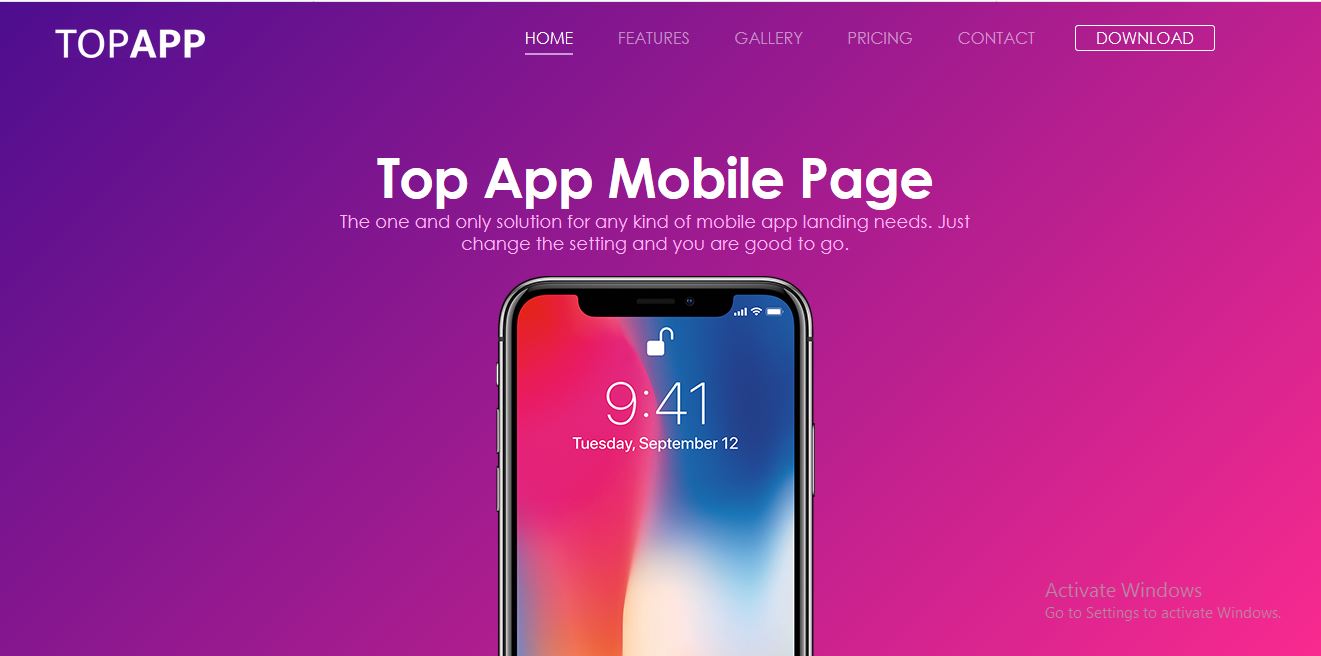 TOPAPP
HOME FEATURES GALLERY PRICING CONTACT DOWNLOAD
Top App Mobile Page
The one and only solution for any kind of mobile app landing needs. Just
change the setting and you are good to go.
9:41
Tuesday, September 12
Activate Windows
Go to Settings to activate Windows.